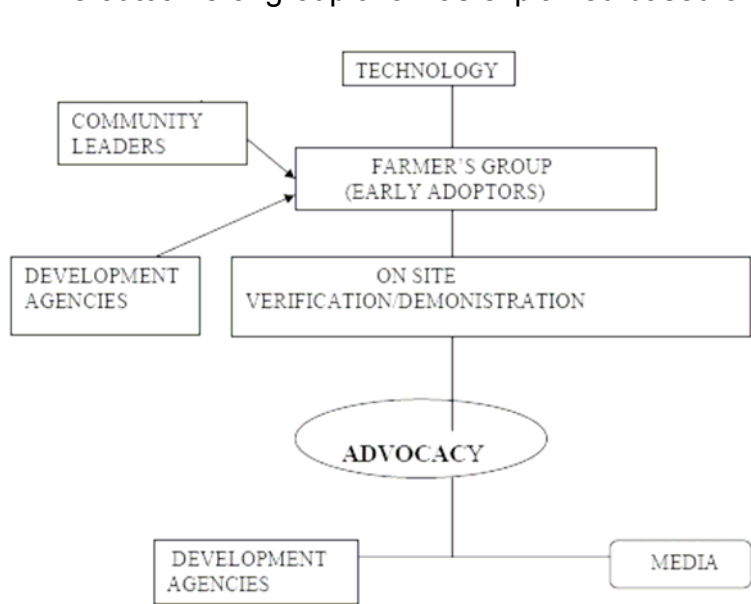 TECHNOLOGY
COMMUNITY
LEADERS
FARMER'S GROUP
(EARLY ADOPTORS)
DEVELOPMENT
AGENCIES
ON SITE
VERIFICATION/DEMONISTRATION
ADVOCACY
DEVELOPMENT
AGENCIES
MEDIA